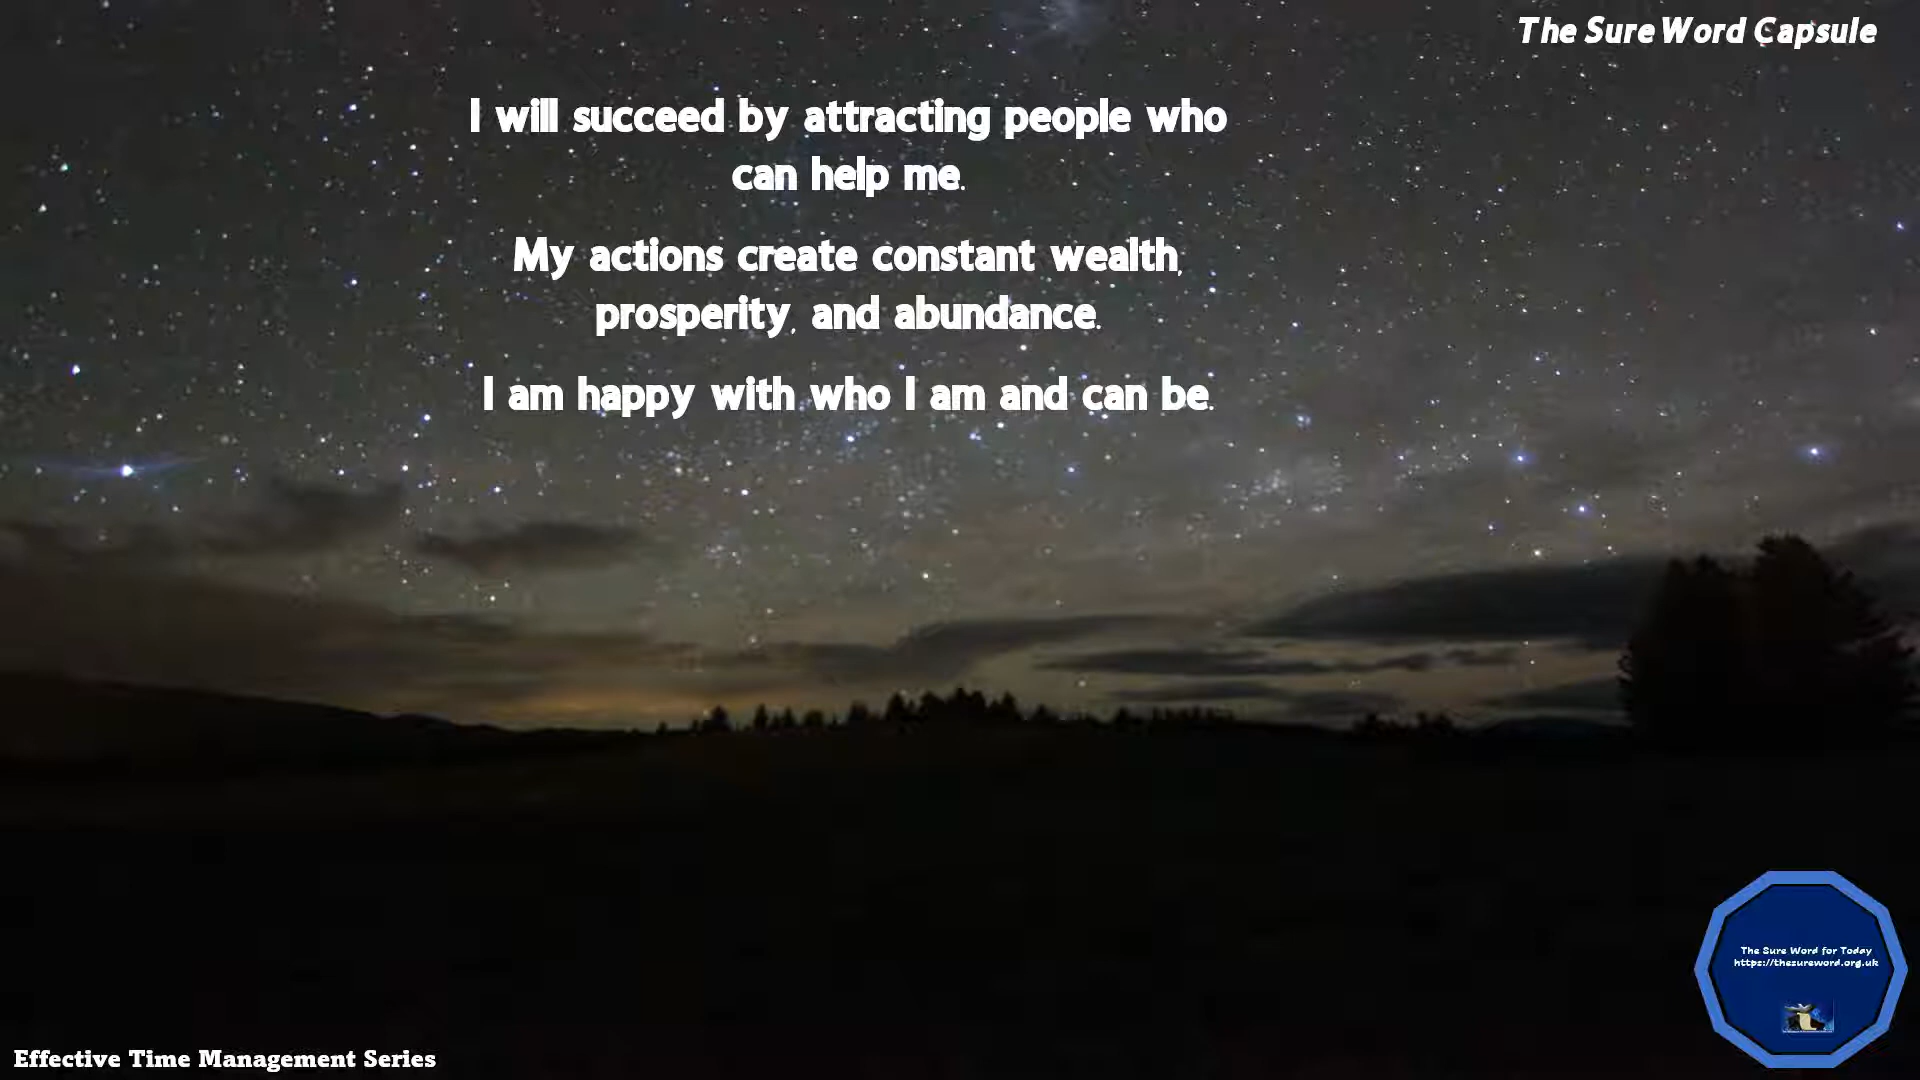 The Sure Word Capsule
I will succeed by attracting people who
can help me.
My actions create constant wealth,
prosperity, and abundance.
I am happy with who I am and can be.
The Sure Word for Today
https://thesureword.org.uk
Effective Time Management Series